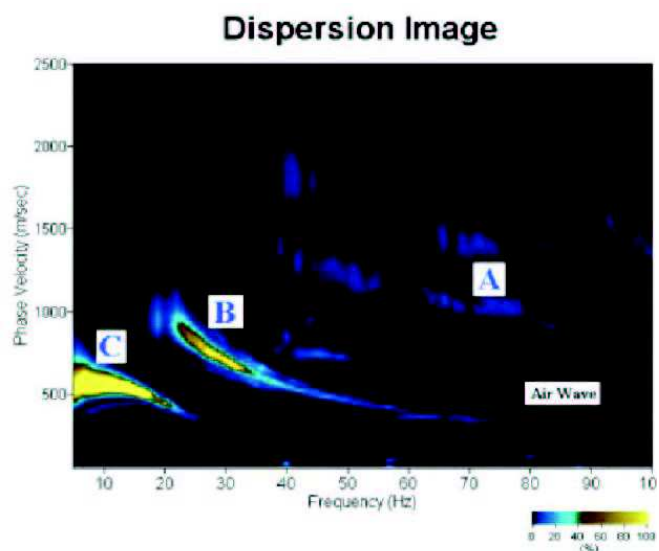 Dispersion Image
2500
2000
1500
1000
500
Phase Velocity (m/sec)
A
B
C
Air Wave
10 20 30 40 50 60 70 80 90 100
Frequency (Hz)
0 20 40 60 80 100
(%)